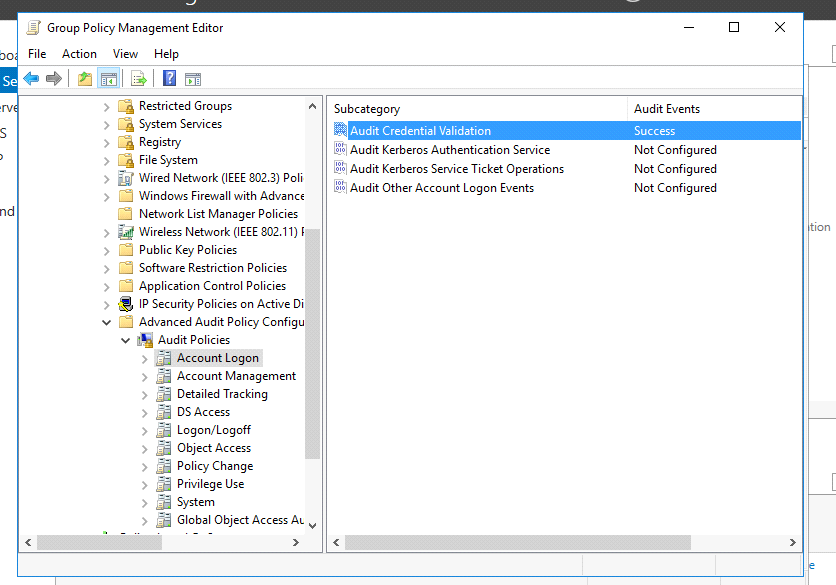 Group Policy Management Editor
File Action View Help
Restricted Groups
System Services
Registry
File System
Wired Network (IEEE 802.3) Poli
Windows Firewall with Advance
Network List Manager Policies
Wireless Network (IEEE 802.11) P
Public Key Policies
Software Restriction Policies
Application Control Policies
IP Security Policies on Active Di
Advanced Audit Policy Configu
Audit Policies
Account Logon
Account Management
Detailed Tracking
DS Access
Logon/Logoff
Object Access
Policy Change
Privilege Use
System
Global Object Access Au
Subcategory Audit Events
Audit Credential Validation Success
Audit Kerberos Authentication Service Not Configured
Audit Kerberos Service Ticket Operations Not Configured
Audit Other Account Logon Events Not Configured